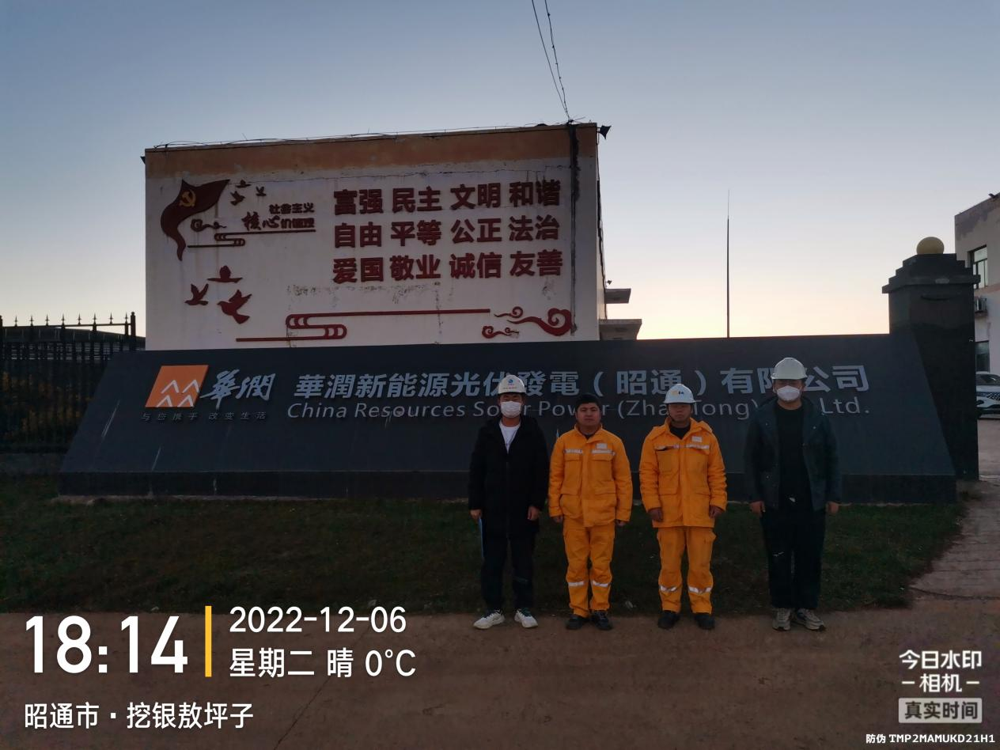 社会主义
核心价值观
富强 民主 文明 和谐
自由 平等 公正 法治
爱国 敬业 诚信 友善
華潤
与您携手 改变生活
華潤新能源光伏發電（昭通）有限公司
China Resources Solar Power (ZhaoTong) Ltd.
18:14
2022-12-06
星期二 晴 0°C
昭通市·挖银敖坪子
今日水印
相机
真实时间
防伪 TMP2MAMUKD21H1